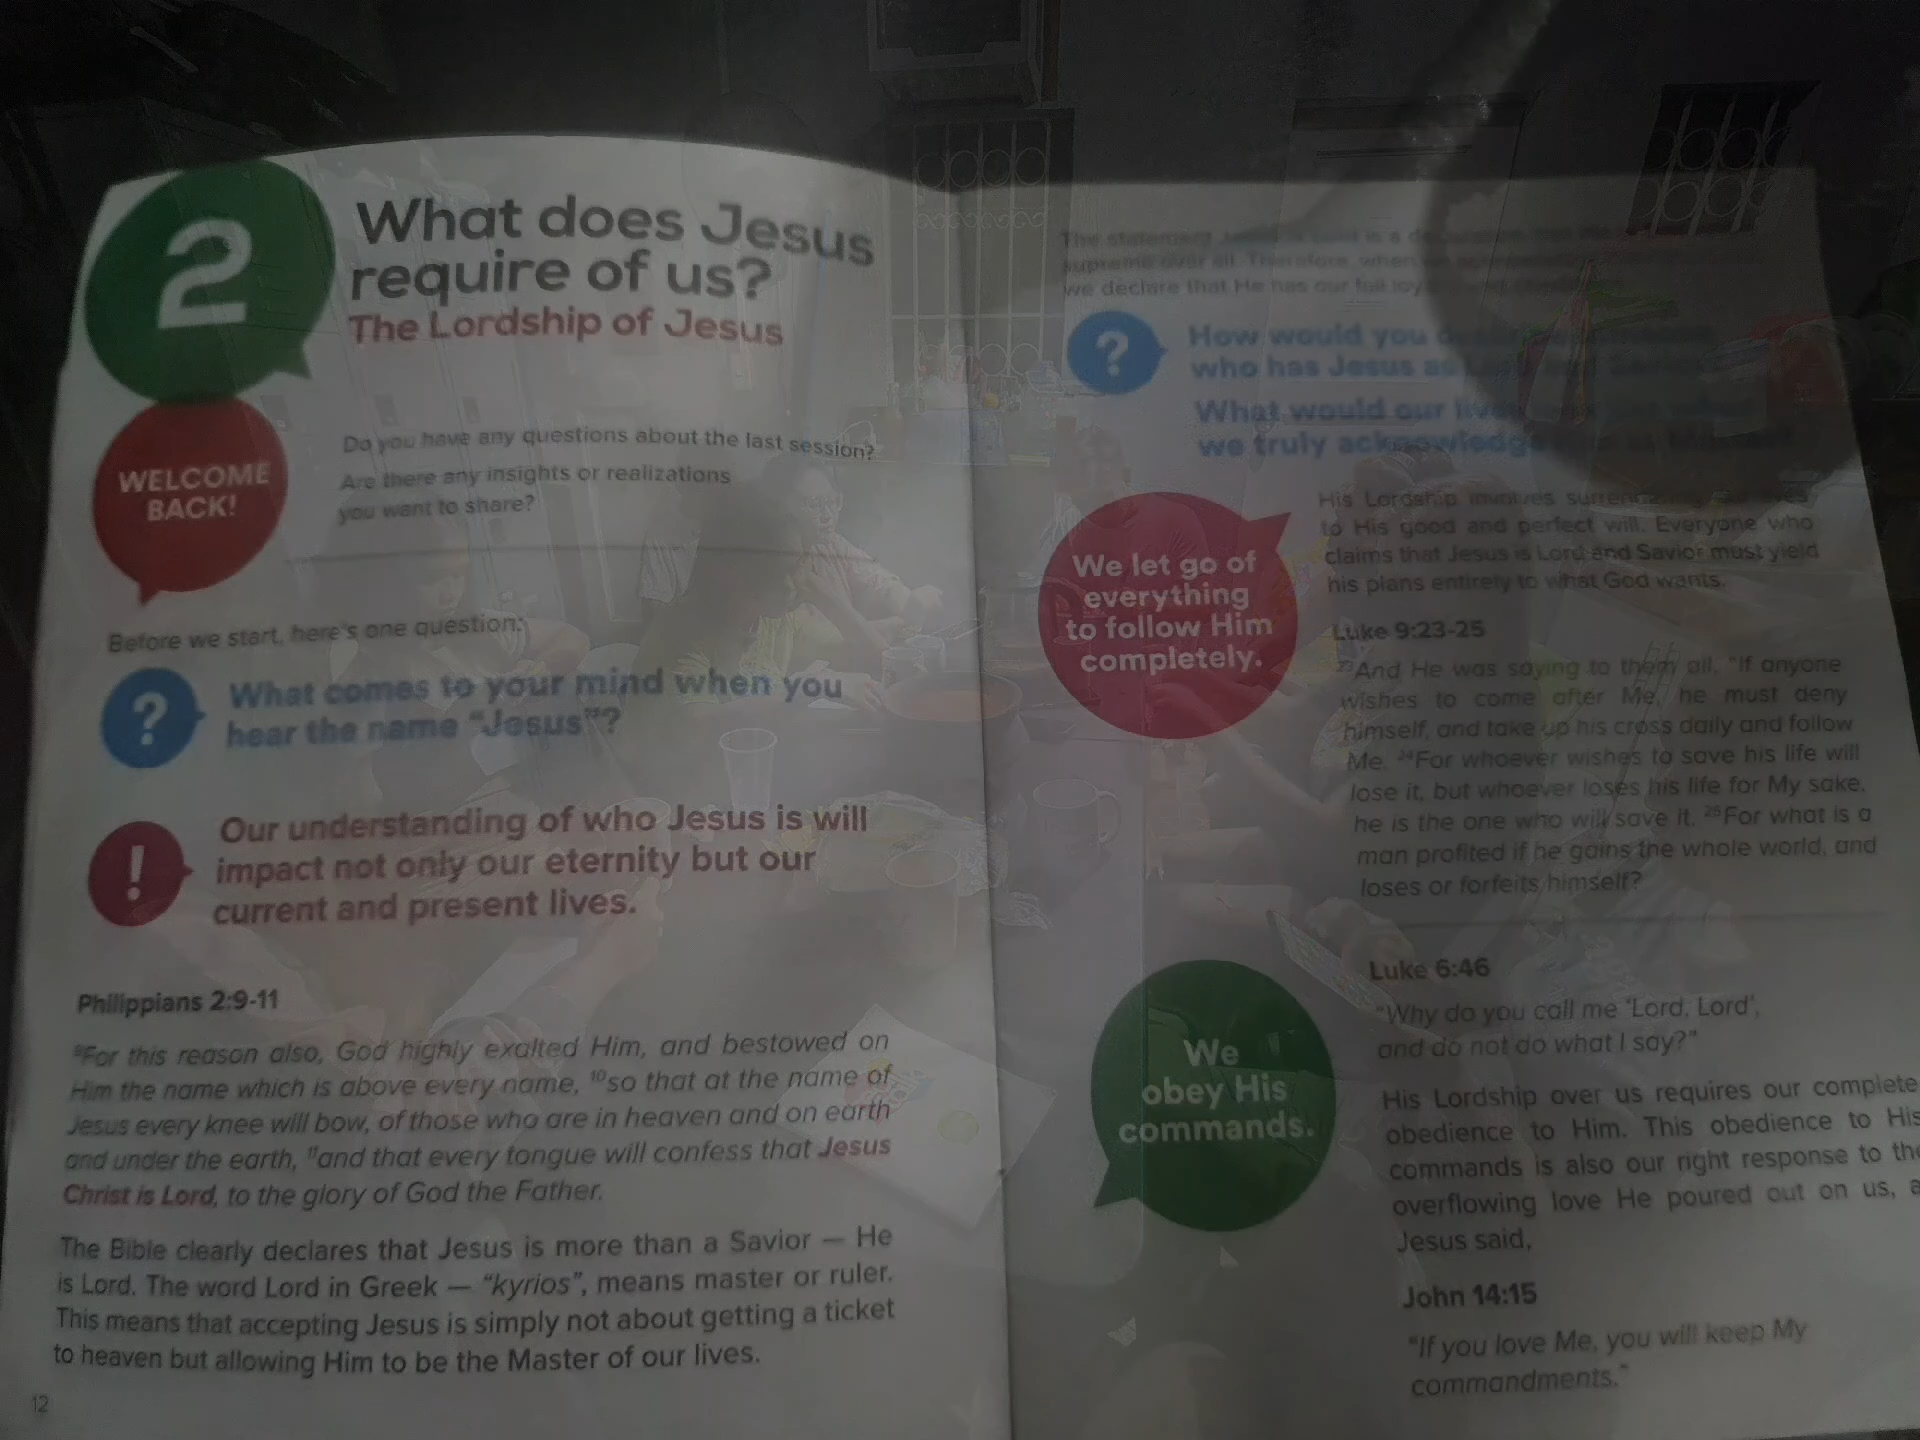 2
What does Jesus
require of us?
The Lordship of Jesus
WELCOME
BACK!
Do you have any questions about the last session?
Are there any insights or realizations
you want to share?
Before we start, here's one question:
?
What comes to your mind when you
hear the name "Jesus"?
!
Our understanding of who Jesus is will
impact not only our eternity but our
current and present lives.
Philippians 2:9-11
⁹For this reason also, God highly exalted Him, and bestowed on
Him the name which is above every name, ¹⁰so that at the name of
Jesus every knee will bow, of those who are in heaven and on earth
and under the earth, ¹¹and that every tongue will confess that Jesus
Christ is Lord, to the glory of God the Father.
The Bible clearly declares that Jesus is more than a Savior — He
is Lord. The word Lord in Greek — "kyrios", means master or ruler.
This means that accepting Jesus is simply not about getting a ticket
to heaven but allowing Him to be the Master of our lives.
12
The statement is a
supreme over all. Therefore, when
we declare that He has our full
?
How would you
who has Jesus as
What would our
we truly acknowledge
We let go of
everything
to follow Him
completely.
His Lordship involves
to His good and perfect will. Everyone who
claims that Jesus is Lord and Savior must yield
his plans entirely to what God wants.
Luke 9:23-25
²³And He was saying to them all, "If anyone
wishes to come after Me, he must deny
himself, and take up his cross daily and follow
Me. ²⁴For whoever wishes to save his life will
lose it, but whoever loses his life for My sake,
he is the one who will save it. ²⁵For what is a
man profited if he gains the whole world, and
loses or forfeits himself?
We
obey His
commands.
Luke 6:46
"Why do you call me 'Lord, Lord',
and do not do what I say?"
His Lordship over us requires our complete
obedience to Him. This obedience to His
commands is also our right response to the
overflowing love He poured out on us, a
Jesus said,
John 14:15
"If you love Me, you will keep My
commandments."